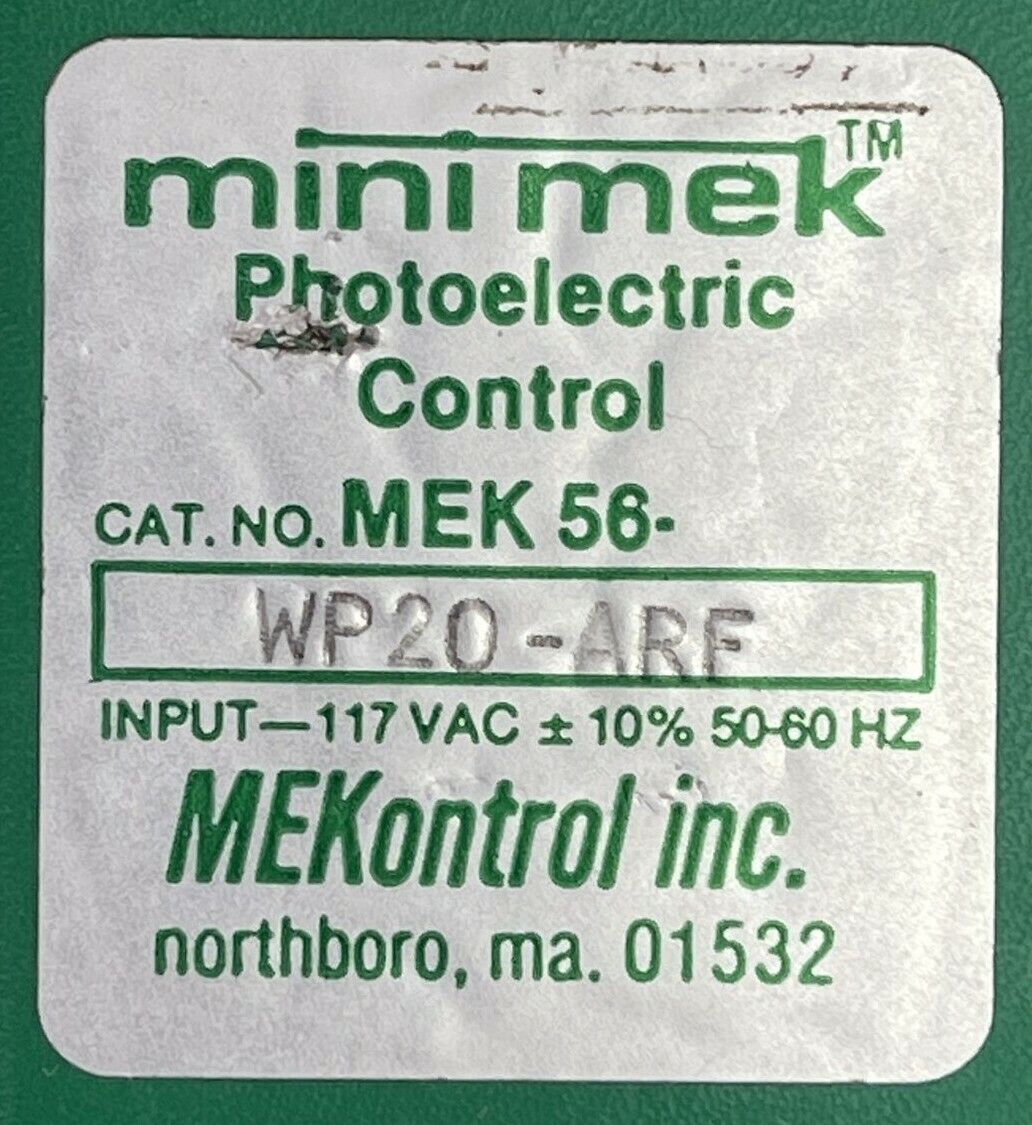 mini mek™
Photoelectric
Control
CAT. NO. MEK 56-
WP20-ARF
INPUT—117 VAC ± 10% 50-60 HZ
MEKontrol inc.
northboro, ma. 01532